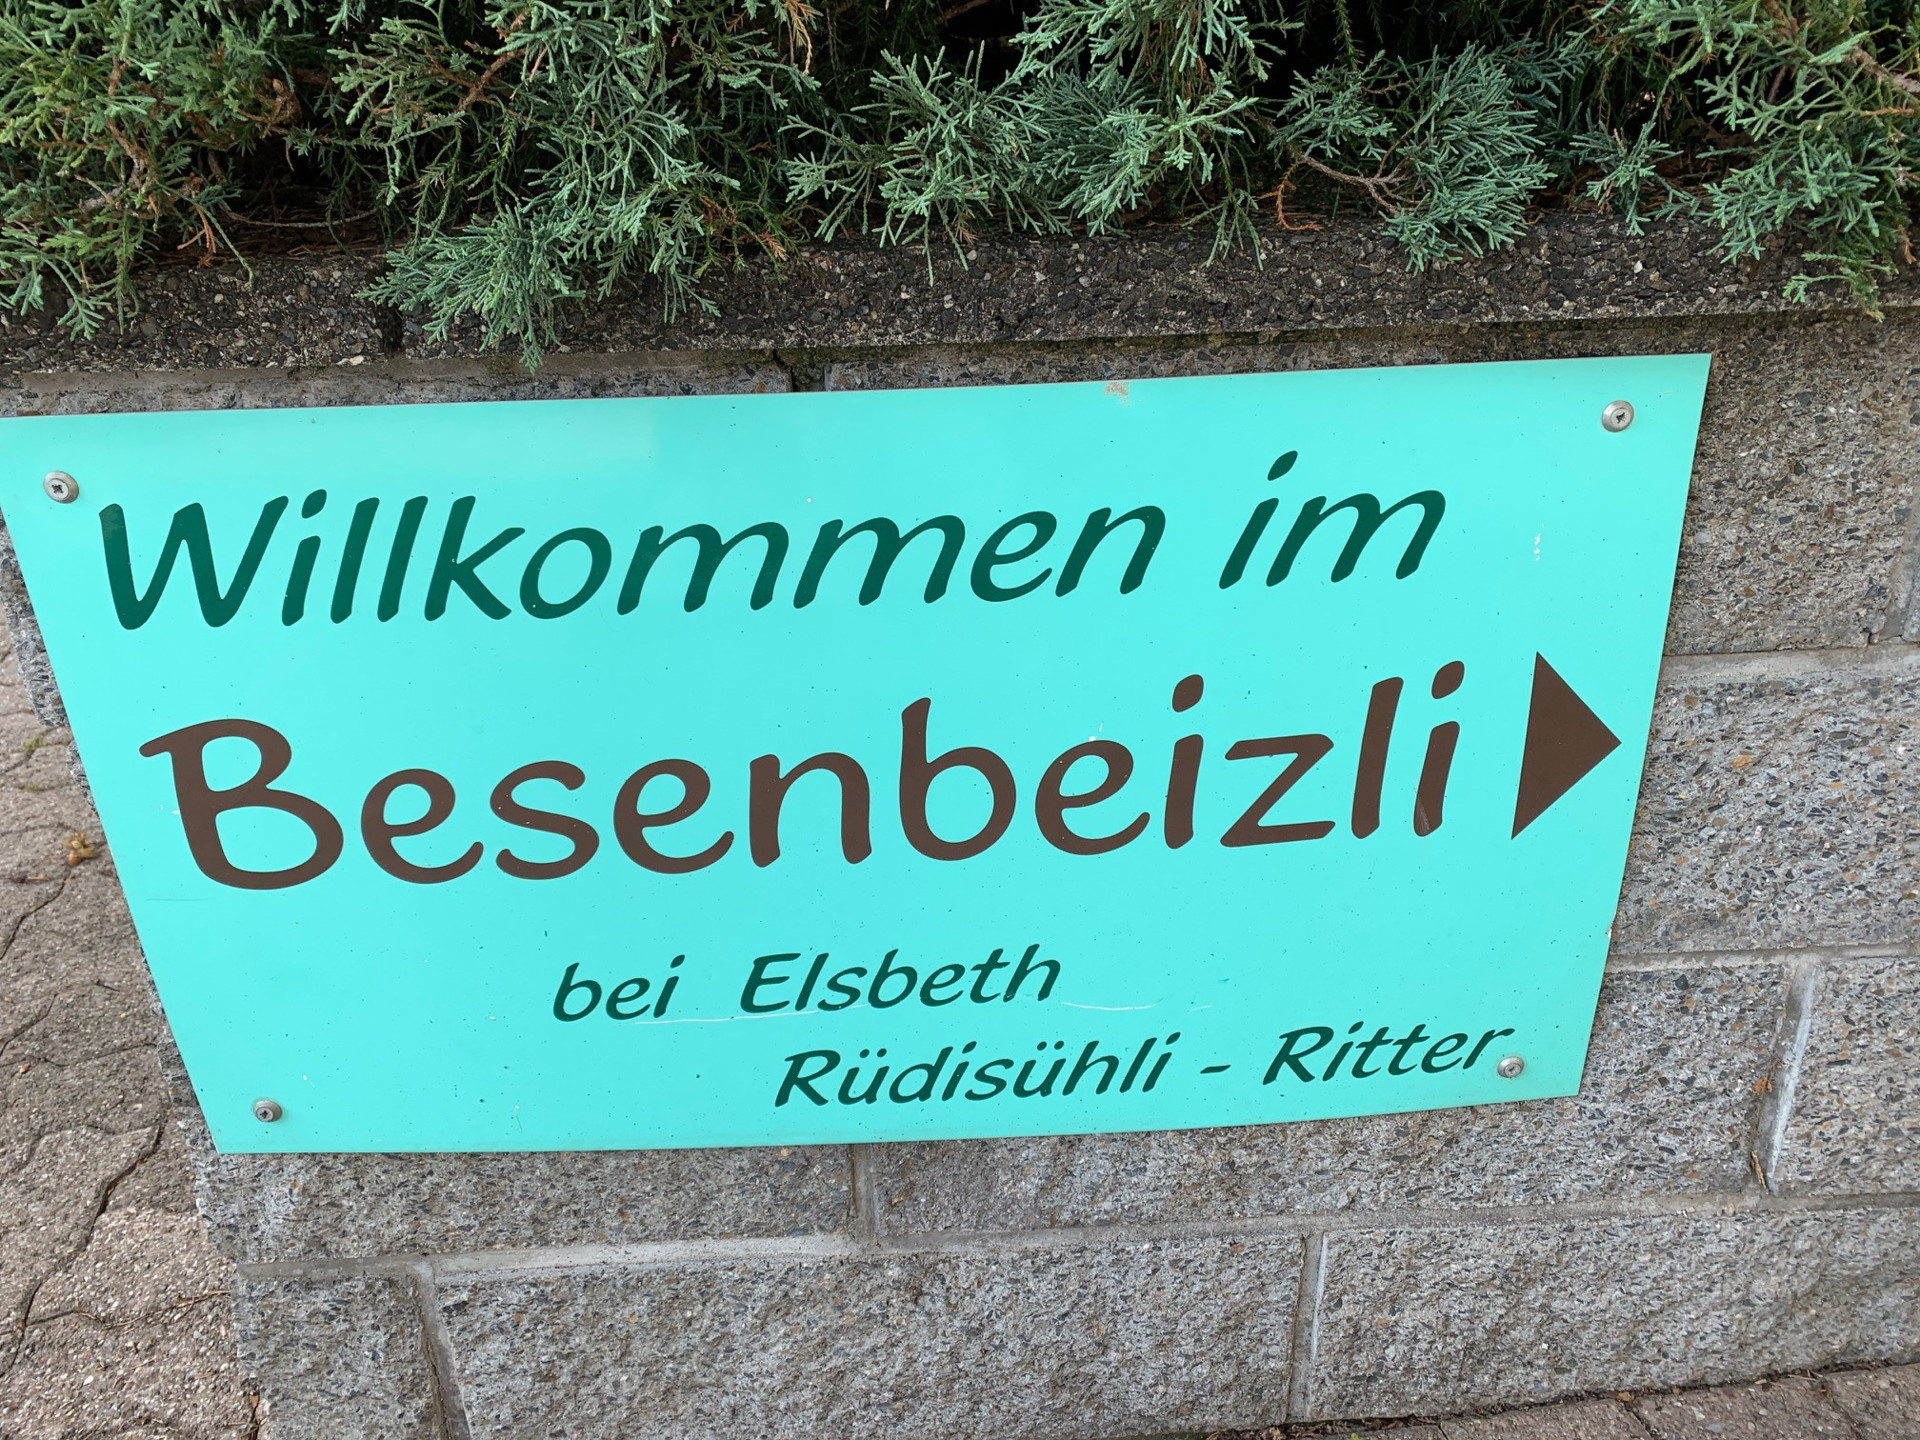 Willkommen im
Besenbeizli
bei Elsbeth
Rüdisühli - Ritter